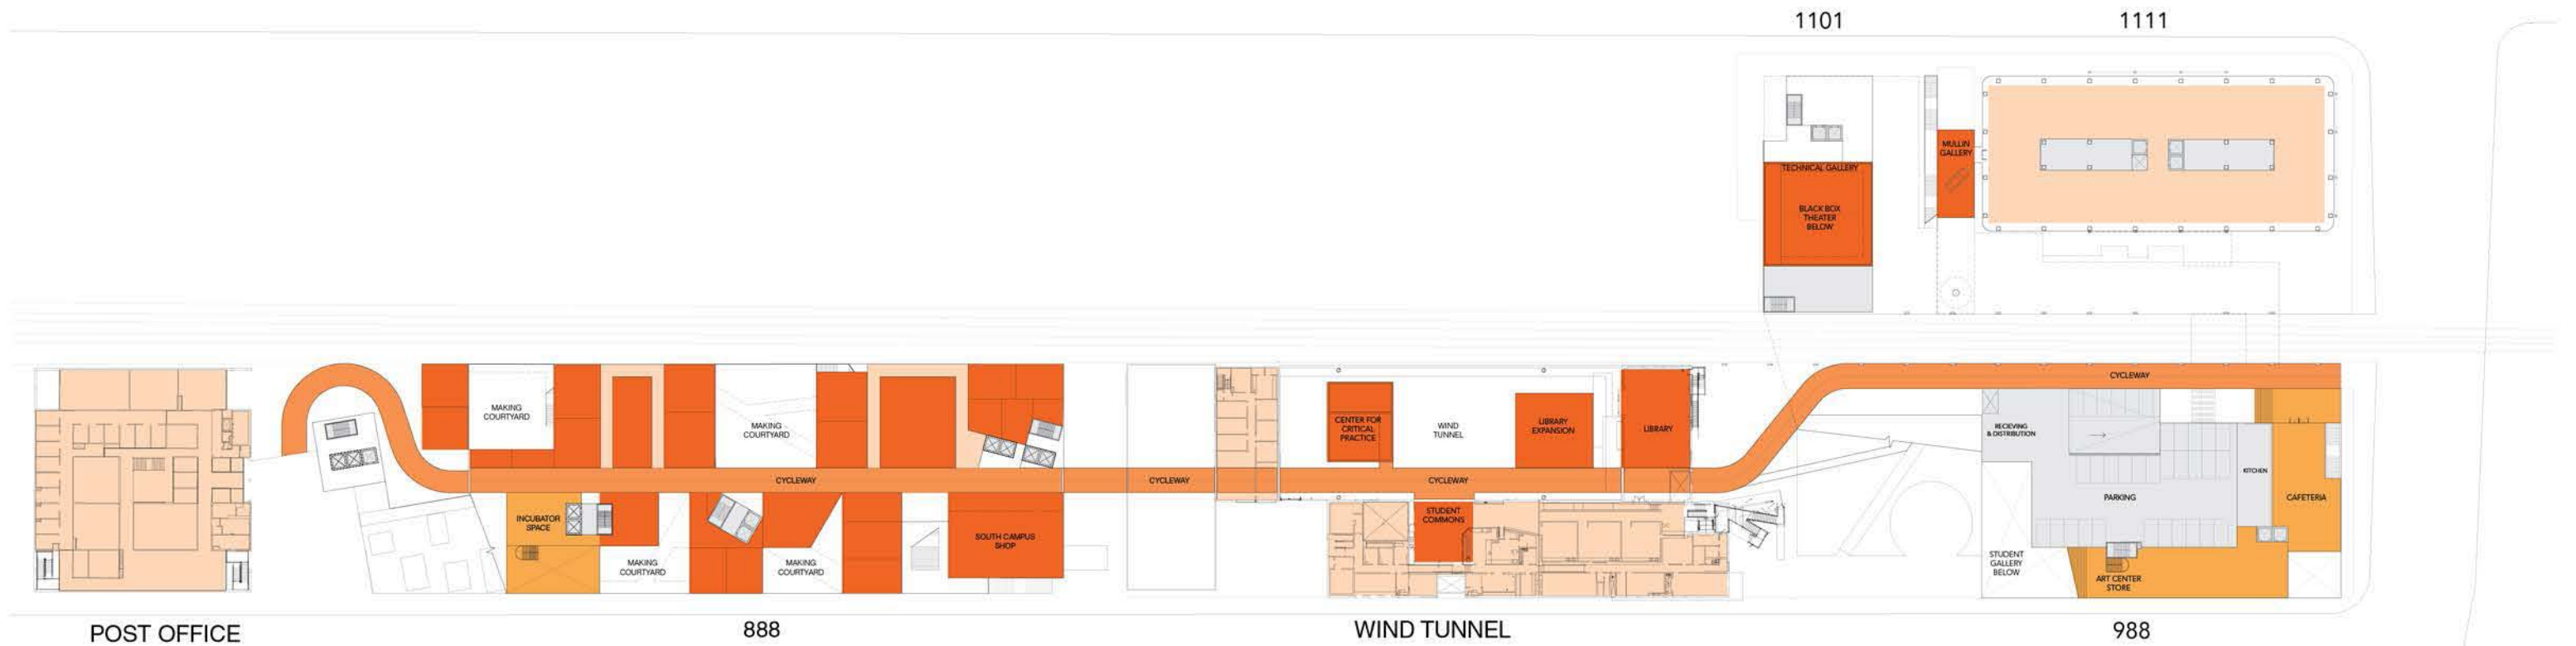 1101
1111
MULLIN
GALLERY
TECHNICAL GALLERY
BLACK BOX
THEATER
BELOW
CYCLEWAY
MAKING
COURTYARD
MAKING
COURTYARD
CENTER FOR
CRITICAL
PRACTICE
WIND
TUNNEL
LIBRARY
EXPANSION
LIBRARY
RECIEVING
& DISTRIBUTION
KITCHEN
CYCLEWAY
CYCLEWAY
CYCLEWAY
PARKING
CAFETERIA
INCUBATOR
SPACE
STUDENT
COMMONS
SOUTH CAMPUS
SHOP
MAKING
COURTYARD
MAKING
COURTYARD
STUDENT
GALLERY
BELOW
ART CENTER
STORE
POST OFFICE
888
WIND TUNNEL
988